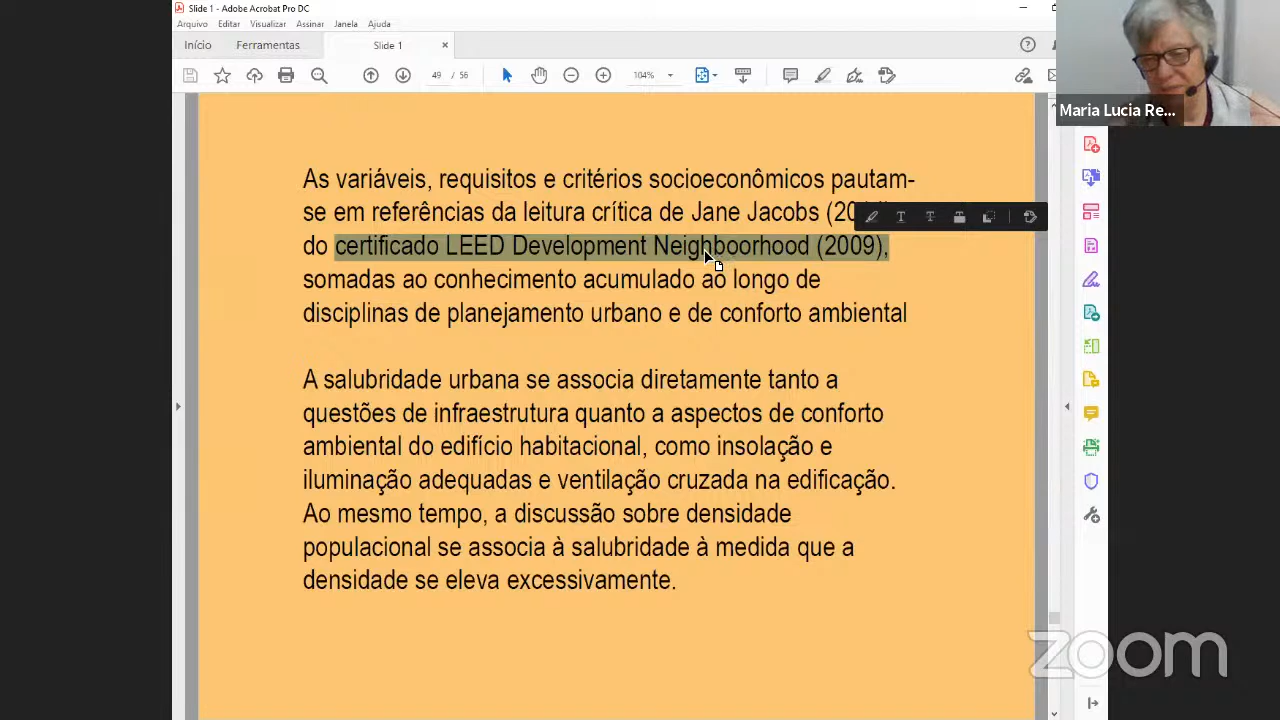 Slide 1 - Adobe Acrobat Pro DC
Arquivo Editar Visualizar Assinar Janela Ajuda
Início Ferramentas Slide 1
49 / 56 104%
Maria Lucia Re...
As variáveis, requisitos e critérios socioeconômicos pautam-
se em referências da leitura crítica de Jane Jacobs
do certificado LEED Development Neighboorhood (2009),
somadas ao conhecimento acumulado ao longo de
disciplinas de planejamento urbano e de conforto ambiental
A salubridade urbana se associa diretamente tanto a
questões de infraestrutura quanto a aspectos de conforto
ambiental do edifício habitacional, como insolação e
iluminação adequadas e ventilação cruzada na edificação.
Ao mesmo tempo, a discussão sobre densidade
populacional se associa à salubridade à medida que a
densidade se eleva excessivamente.
zoom